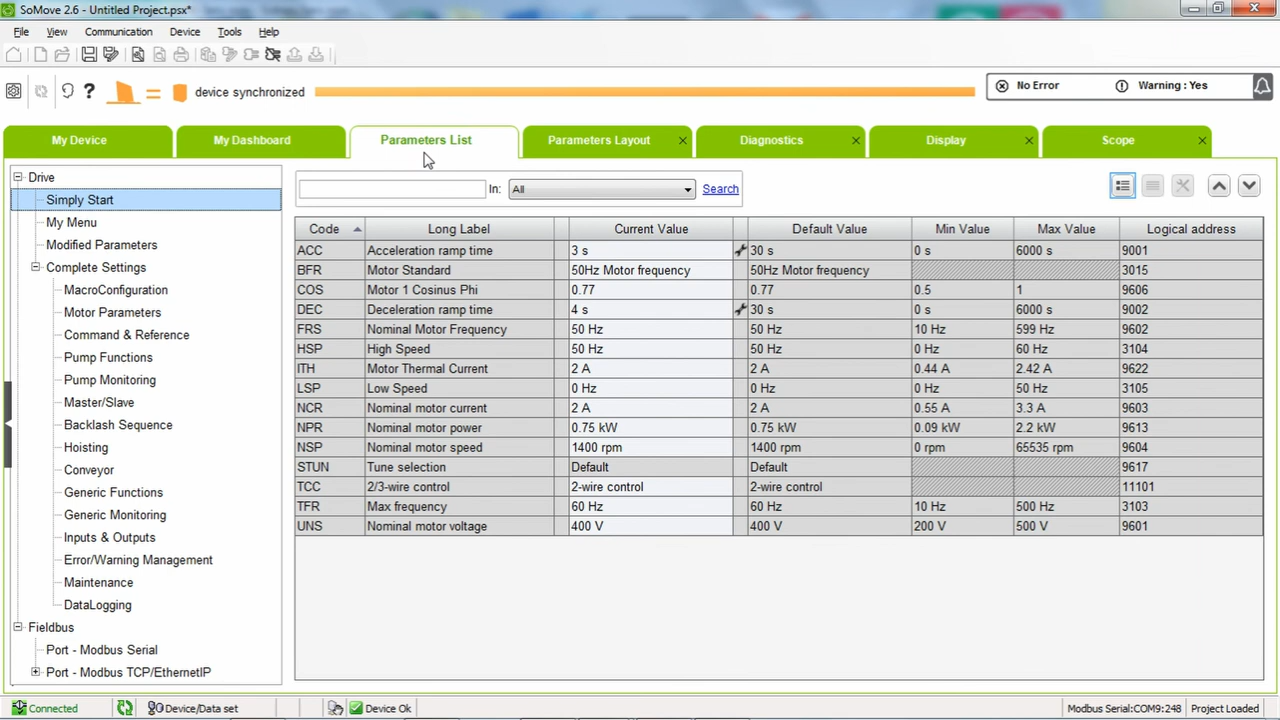 SoMove 2.6 - Untitled Project.psx*
File View Communication Device Tools Help
? device synchronized No Error Warning : Yes
My Device My Dashboard Parameters List Parameters Layout Diagnostics Display Scope
Drive
Simply Start
My Menu
Modified Parameters
Complete Settings
MacroConfiguration
Motor Parameters
Command & Reference
Pump Functions
Pump Monitoring
Master/Slave
Backlash Sequence
Hoisting
Conveyor
Generic Functions
Generic Monitoring
Inputs & Outputs
Error/Warning Management
Maintenance
DataLogging
Fieldbus
Port - Modbus Serial
Port - Modbus TCP/EthernetIP
In: All Search
Code Long Label Current Value Default Value Min Value Max Value Logical address
ACC Acceleration ramp time 3 s 30 s 0 s 6000 s 9001
BFR Motor Standard 50Hz Motor frequency 50Hz Motor frequency 3015
COS Motor 1 Cosinus Phi 0.77 0.77 0.5 1 9606
DEC Deceleration ramp time 4 s 30 s 0 s 6000 s 9002
FRS Nominal Motor Frequency 50 Hz 50 Hz 10 Hz 599 Hz 9602
HSP High Speed 50 Hz 50 Hz 0 Hz 60 Hz 3104
ITH Motor Thermal Current 2 A 2 A 0.44 A 2.42 A 9622
LSP Low Speed 0 Hz 0 Hz 0 Hz 50 Hz 3105
NCR Nominal motor current 2 A 2 A 0.55 A 3.3 A 9603
NPR Nominal motor power 0.75 kW 0.75 kW 0.09 kW 2.2 kW 9613
NSP Nominal motor speed 1400 rpm 1400 rpm 0 rpm 65535 rpm 9604
STUN Tune selection Default Default 9617
TCC 2/3-wire control 2-wire control 2-wire control 11101
TFR Max frequency 60 Hz 60 Hz 10 Hz 500 Hz 3103
UNS Nominal motor voltage 400 V 400 V 200 V 500 V 9601
Connected Device/Data set Device Ok Modbus Serial:COM9:248 Project Loaded